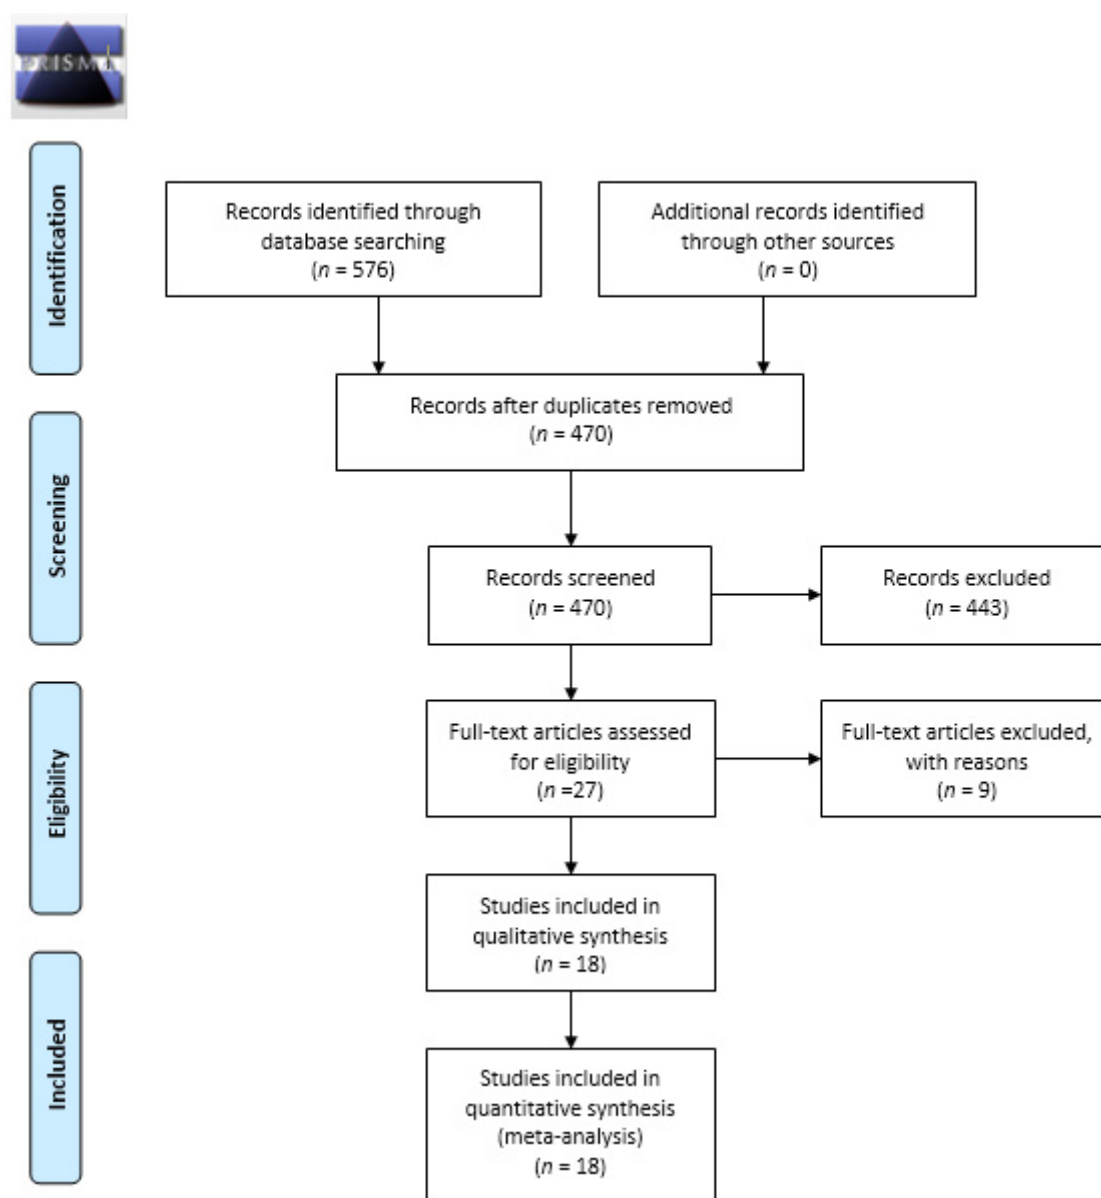 PRISMA
Identification
Records identified through
database searching
(n = 576)
Additional records identified
through other sources
(n = 0)
Records after duplicates removed
(n = 470)
Screening
Records screened
(n = 470)
Records excluded
(n = 443)
Eligibility
Full-text articles assessed
for eligibility
(n =27)
Full-text articles excluded,
with reasons
(n = 9)
Studies included in
qualitative synthesis
(n = 18)
Included
Studies included in
quantitative synthesis
(meta-analysis)
(n = 18)